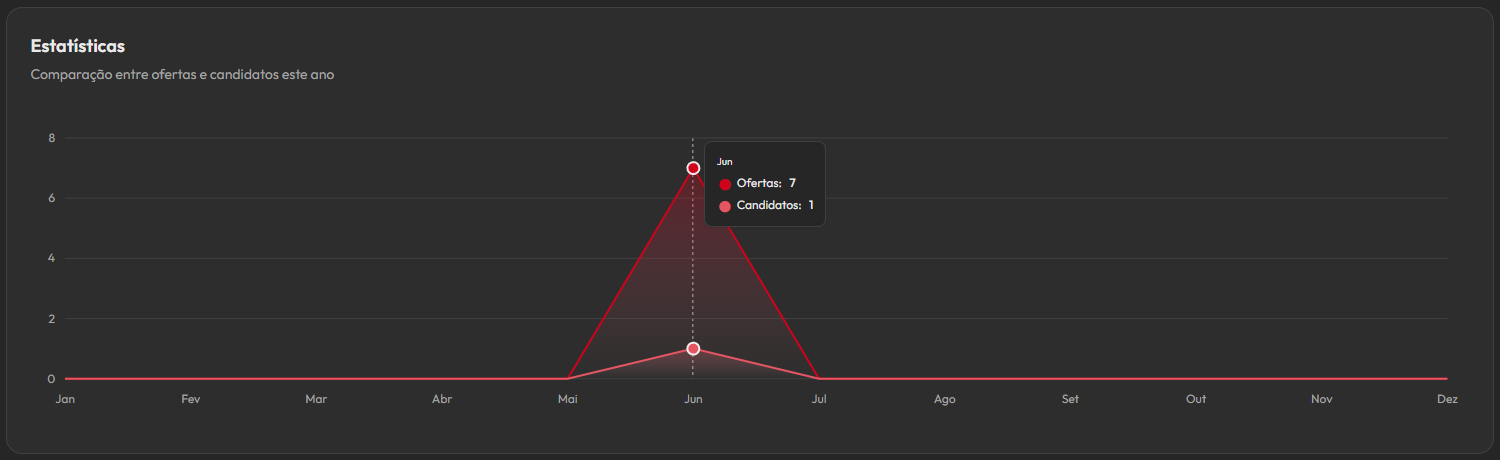 Estatísticas
Comparação entre ofertas e candidatos este ano
8
6
4
2
0
Jun
Ofertas: 7
Candidatos: 1
Jan Fev Mar Abr Mai Jun Jul Ago Set Out Nov Dez